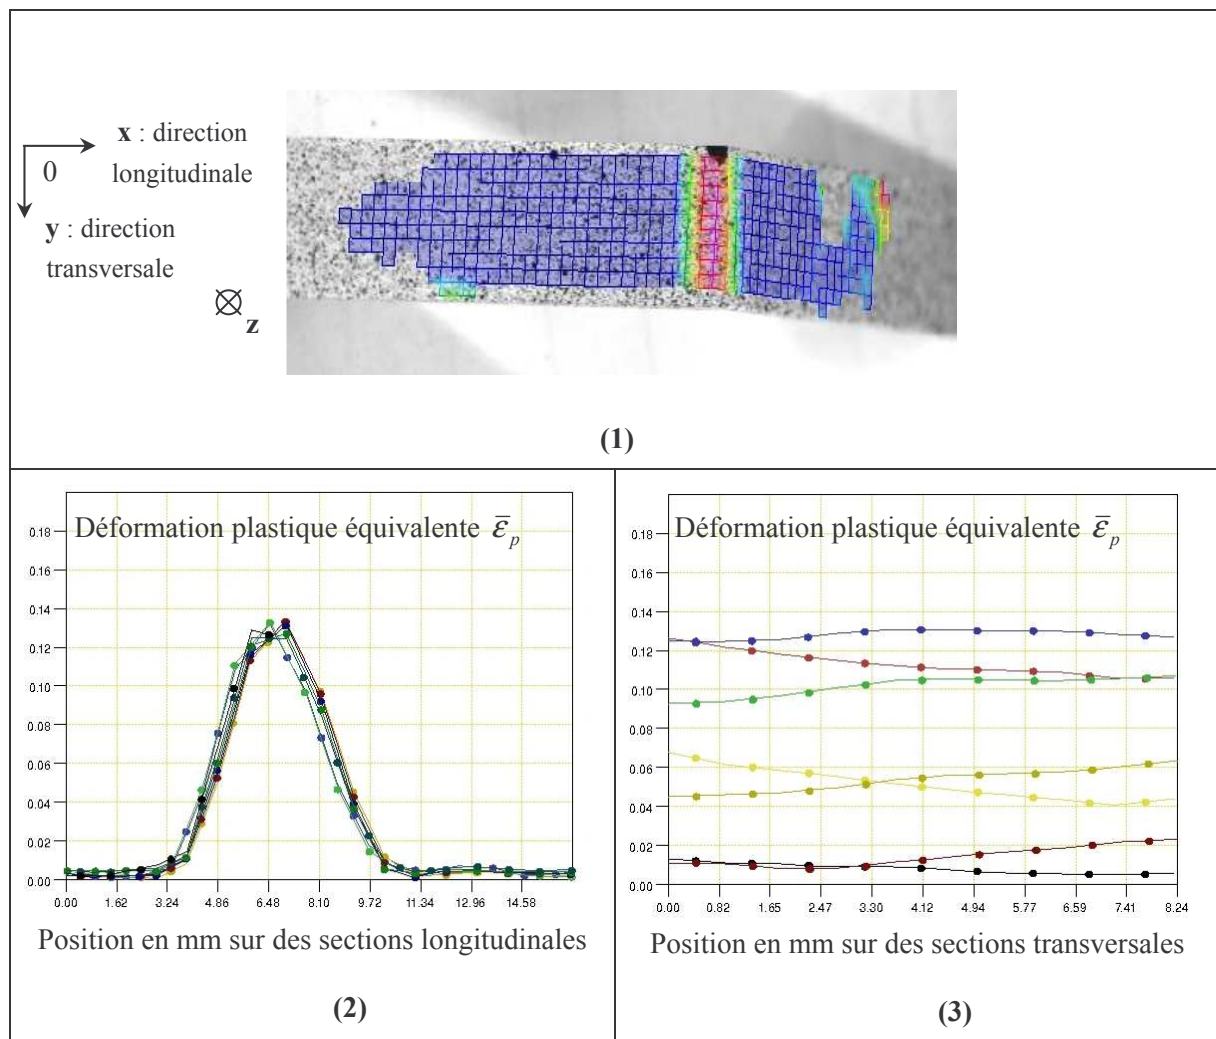 x : direction
longitudinale
0
y : direction
transversale
z
(1)
Déformation plastique équivalente ε̅p
0.18
0.16
0.14
0.12
0.10
0.08
0.06
0.04
0.02
0.00
0.00 1.62 3.24 4.86 6.48 8.10 9.72 11.34 12.96 14.58
Position en mm sur des sections longitudinales
(2)
Déformation plastique équivalente ε̅p
0.18
0.16
0.14
0.12
0.10
0.08
0.06
0.04
0.02
0.00
0.00 0.82 1.65 2.47 3.30 4.12 4.94 5.77 6.59 7.41 8.24
Position en mm sur des sections transversales
(3)